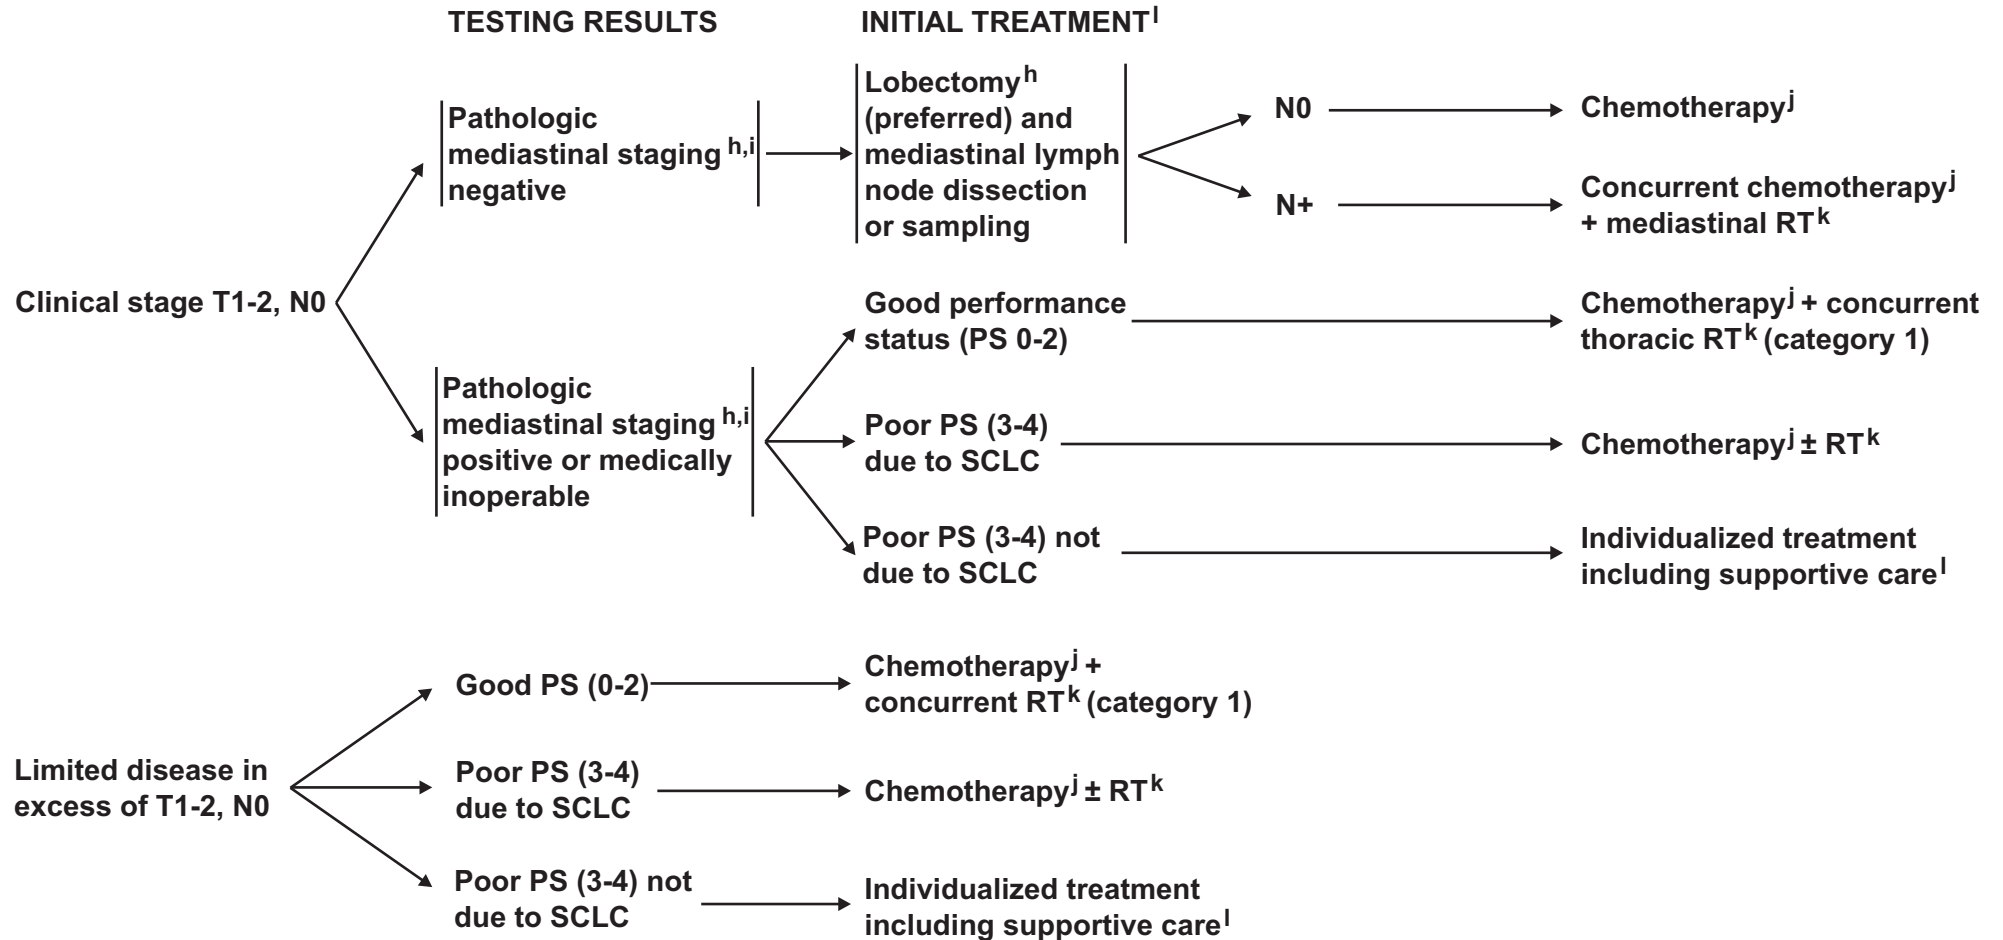 TESTING RESULTS
INITIAL TREATMENTˡ
Clinical stage T1-2, N0
Pathologic
mediastinal staging ʰ,ⁱ
negative
Lobectomyʰ
(preferred) and
mediastinal lymph
node dissection
or sampling
N0
Chemotherapyʲ
N+
Concurrent chemotherapyʲ
+ mediastinal RTᵏ
Pathologic
mediastinal staging ʰ,ⁱ
positive or medically
inoperable
Good performance
status (PS 0-2)
Chemotherapyʲ + concurrent
thoracic RTᵏ (category 1)
Poor PS (3-4)
due to SCLC
Chemotherapyʲ ± RTᵏ
Poor PS (3-4) not
due to SCLC
Individualized treatment
including supportive careˡ
Limited disease in
excess of T1-2, N0
Good PS (0-2)
Chemotherapyʲ +
concurrent RTᵏ (category 1)
Poor PS (3-4)
due to SCLC
Chemotherapyʲ ± RTᵏ
Poor PS (3-4) not
due to SCLC
Individualized treatment
including supportive careˡ